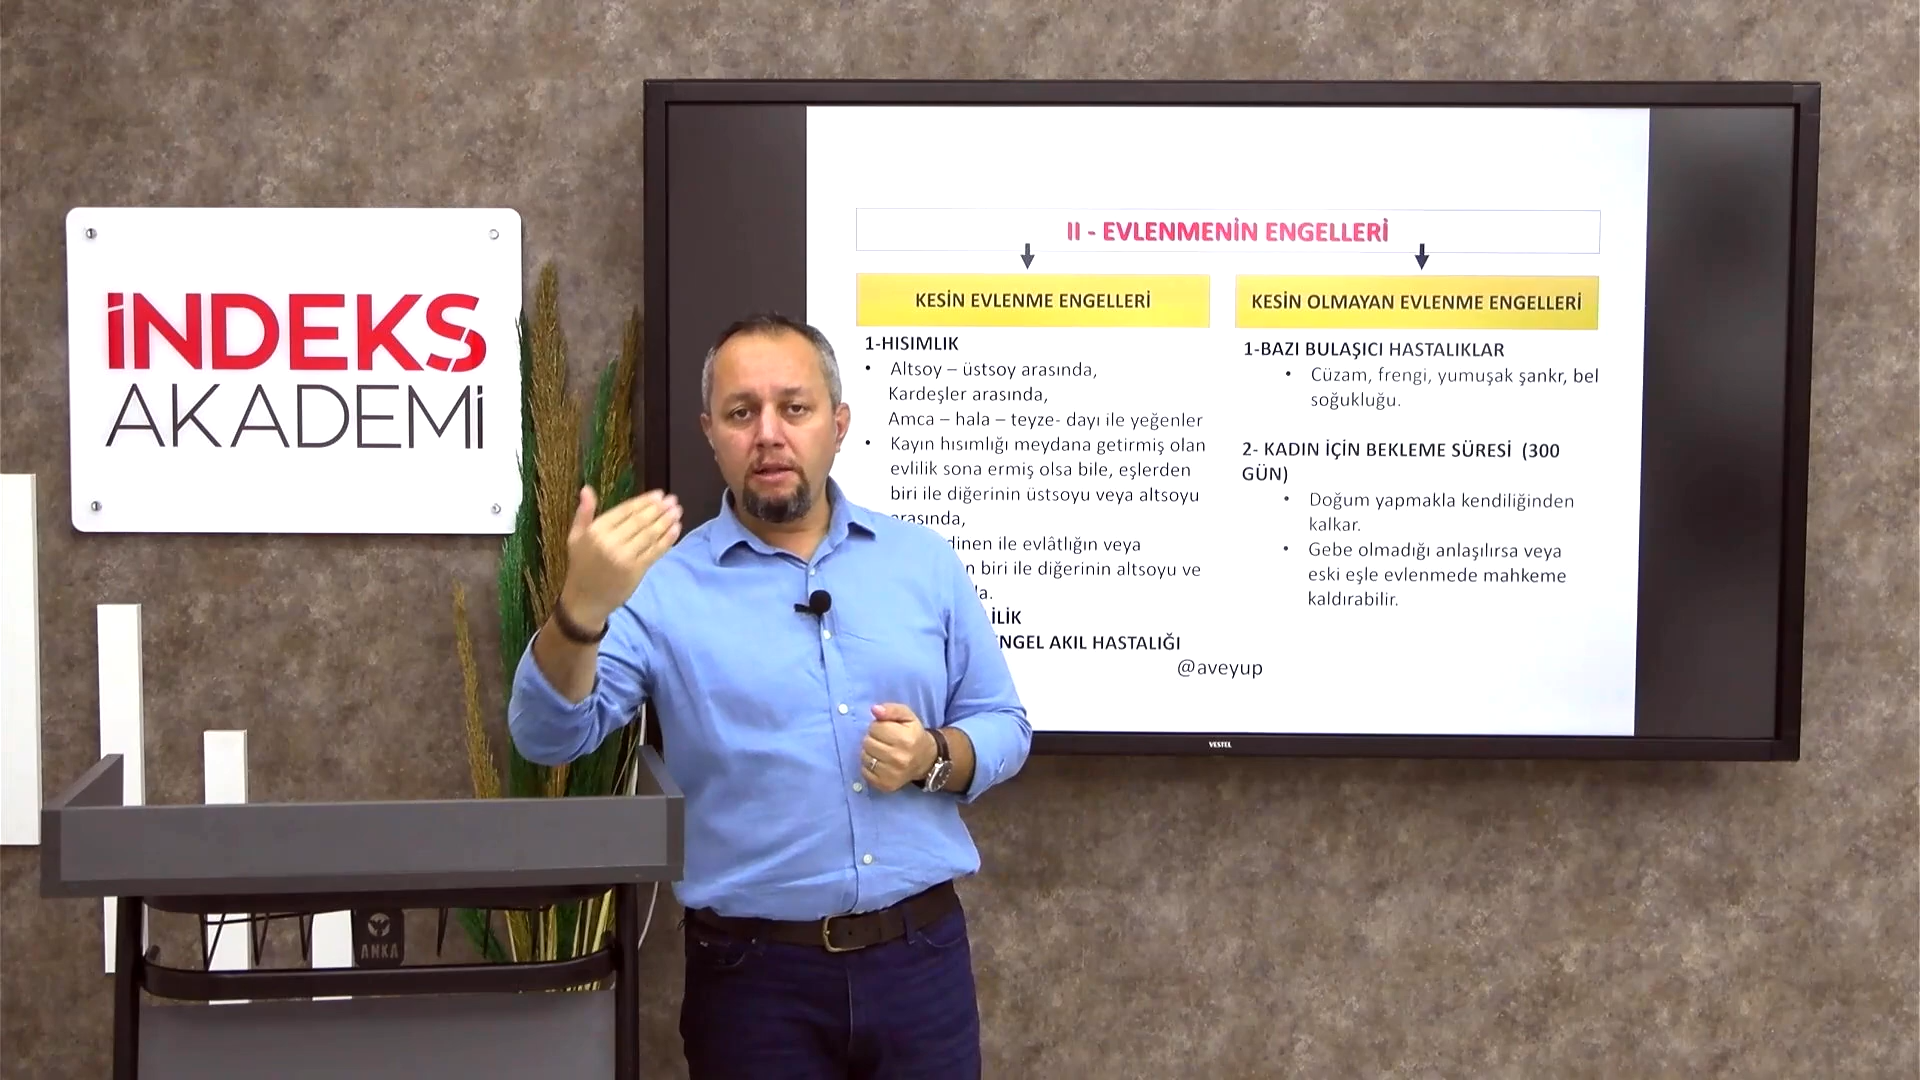 İNDEKŞ
AKADEMİ
II - EVLENMENİN ENGELLERİ
KESİN EVLENME ENGELLERİ
1-HISIMLIK
• Altsoy – üstsoy arasında,
Kardeşler arasında,
Amca – hala – teyze- dayı ile yeğenler
• Kayın hısımlığı meydana getirmiş olan
evlilik sona ermiş olsa bile, eşlerden
biri ile diğerinin üstsoyu veya altsoyu
arasında,
dinen ile evlâtlığın veya
n biri ile diğerinin altsoyu ve
la.
İLİK
NGEL AKIL HASTALIĞI
KESİN OLMAYAN EVLENME ENGELLERİ
1-BAZI BULAŞICI HASTALIKLAR
• Cüzam, frengi, yumuşak şankr, bel
soğukluğu.
2- KADIN İÇİN BEKLEME SÜRESİ (300
GÜN)
• Doğum yapmakla kendiliğinden
kalkar.
• Gebe olmadığı anlaşılırsa veya
eski eşle evlenmede mahkeme
kaldırabilir.
@aveyup
VESTEL
ANKA